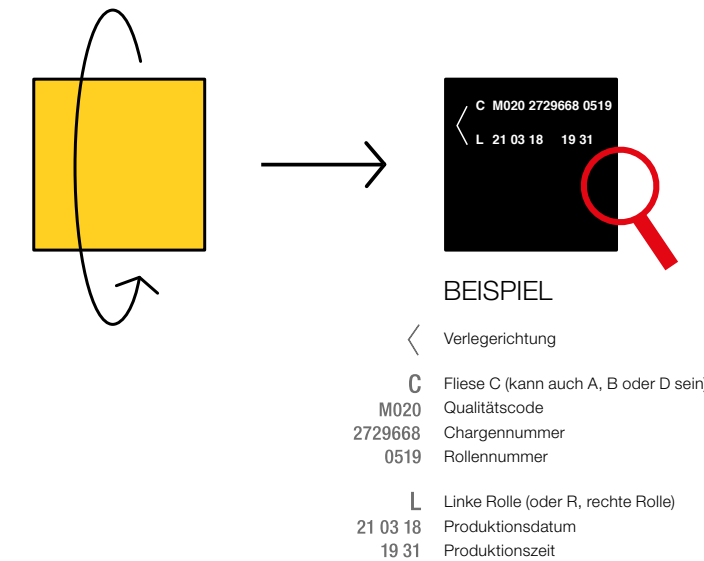 C M020 2729668 0519
L 21 03 18 19 31
BEISPIEL
Verlegerichtung
C Fliese C (kann auch A, B oder D sein)
M020 Qualitätscode
2729668 Chargennummer
0519 Rollennummer
L Linke Rolle (oder R, rechte Rolle)
21 03 18 Produktionsdatum
19 31 Produktionszeit